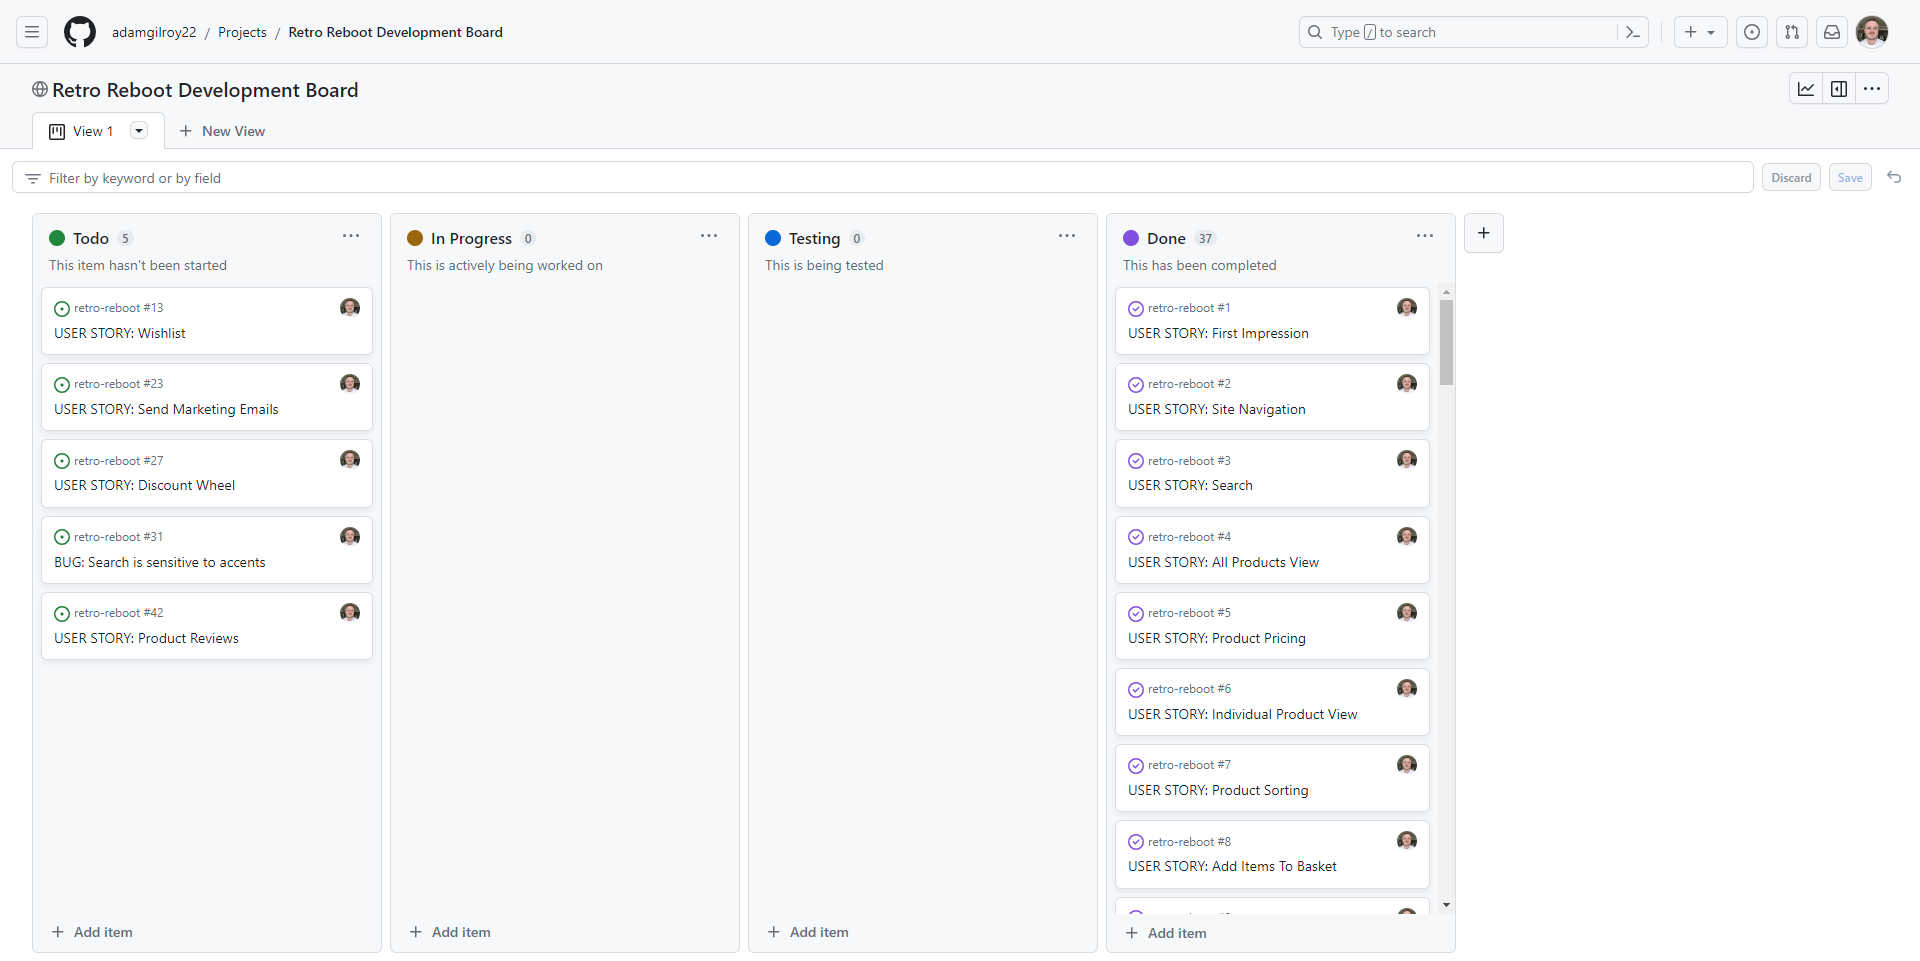 adamgilroy22 / Projects / Retro Reboot Development Board
Type / to search
Retro Reboot Development Board
View 1
New View
Filter by keyword or by field
Discard
Save
Todo 5
This item hasn't been started
retro-reboot #13
USER STORY: Wishlist
retro-reboot #23
USER STORY: Send Marketing Emails
retro-reboot #27
USER STORY: Discount Wheel
retro-reboot #31
BUG: Search is sensitive to accents
retro-reboot #42
USER STORY: Product Reviews
Add item
In Progress 0
This is actively being worked on
Add item
Testing 0
This is being tested
Add item
Done 37
This has been completed
retro-reboot #1
USER STORY: First Impression
retro-reboot #2
USER STORY: Site Navigation
retro-reboot #3
USER STORY: Search
retro-reboot #4
USER STORY: All Products View
retro-reboot #5
USER STORY: Product Pricing
retro-reboot #6
USER STORY: Individual Product View
retro-reboot #7
USER STORY: Product Sorting
retro-reboot #8
USER STORY: Add Items To Basket
Add item